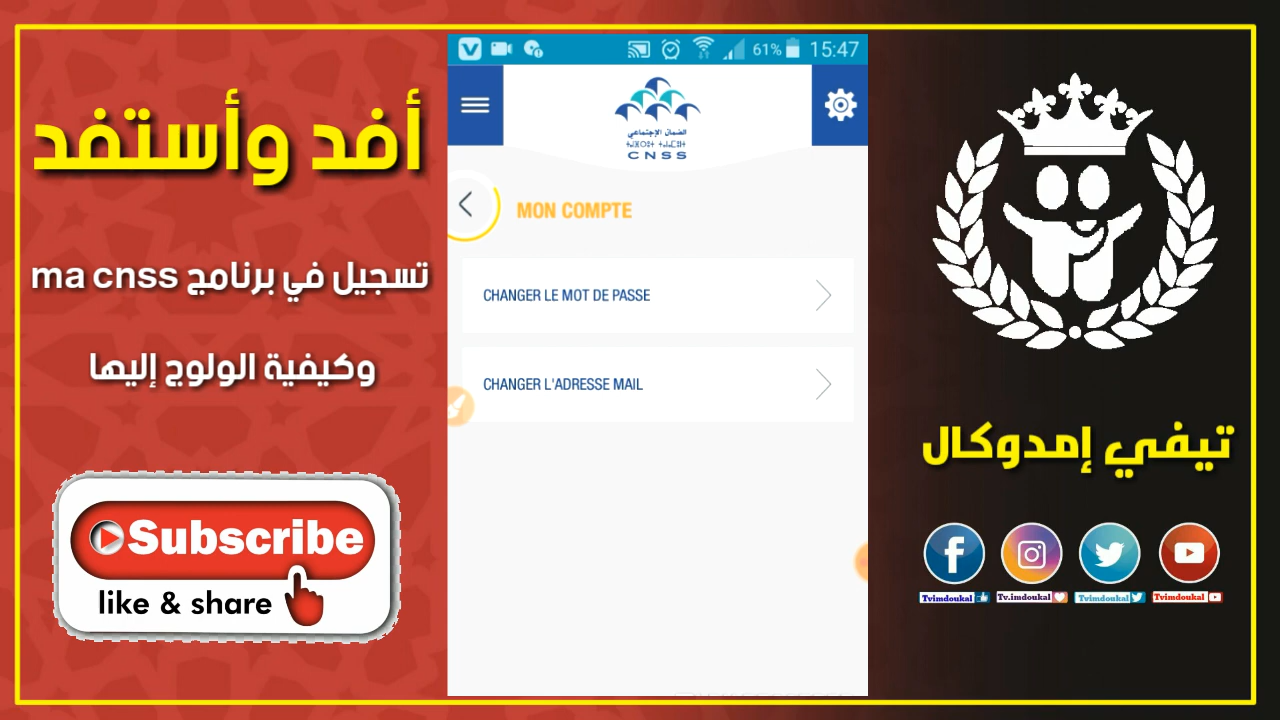 أفد وأستفد
تسجيل في برنامج ma cnss
وكيفية الولوج إليها
Subscribe
like & share
61% 15:47
الضمان الإجتماعي
CNSS
MON COMPTE
CHANGER LE MOT DE PASSE
CHANGER L'ADRESSE MAIL
تيفي إمدوكال
Tvimdoukal
Tv.imdoukal
Tvimdoukal
Tvimdoukal